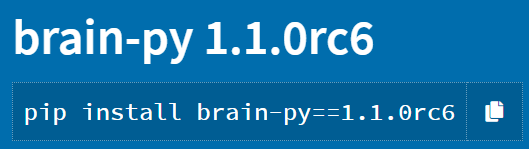 brain-py 1.1.0rc6
pip install brain-py==1.1.0rc6